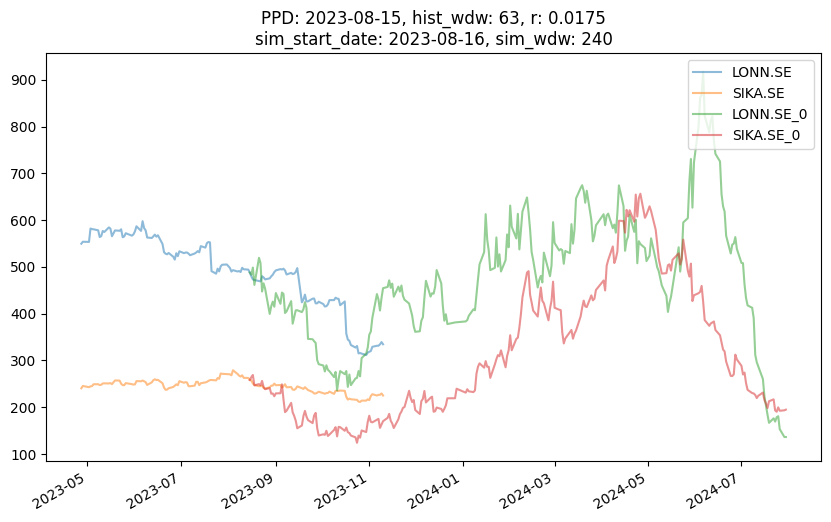 PPD: 2023-08-15, hist_wdw: 63, r: 0.0175
sim_start_date: 2023-08-16, sim_wdw: 240
LONN.SE
SIKA.SE
LONN.SE_0
SIKA.SE_0
900
800
700
600
500
400
300
200
100
2023-05
2023-07
2023-09
2023-11
2024-01
2024-03
2024-05
2024-07